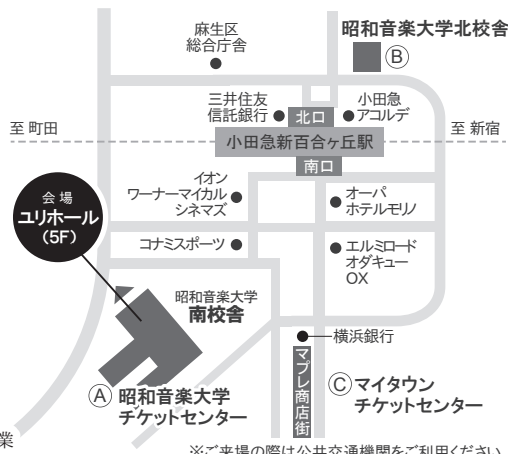 麻生区
総合庁舎
昭和音楽大学北校舎
Ⓑ
三井住友
信託銀行
北口
小田急
アコルデ
至 町田
小田急新百合ヶ丘駅
至 新宿
南口
イオン
ワーナーマイカル
シネマズ
オーパ
ホテルモリノ
会 場
ユリホール
(5F)
コナミスポーツ
エルミロード
オダキュー
OX
昭和音楽大学
南校舎
横浜銀行
マプレ商店街
Ⓐ 昭和音楽大学
チケットセンター
Ⓒ マイタウン
チケットセンター
業
※ご来場の際は公共交通機関をご利用ください